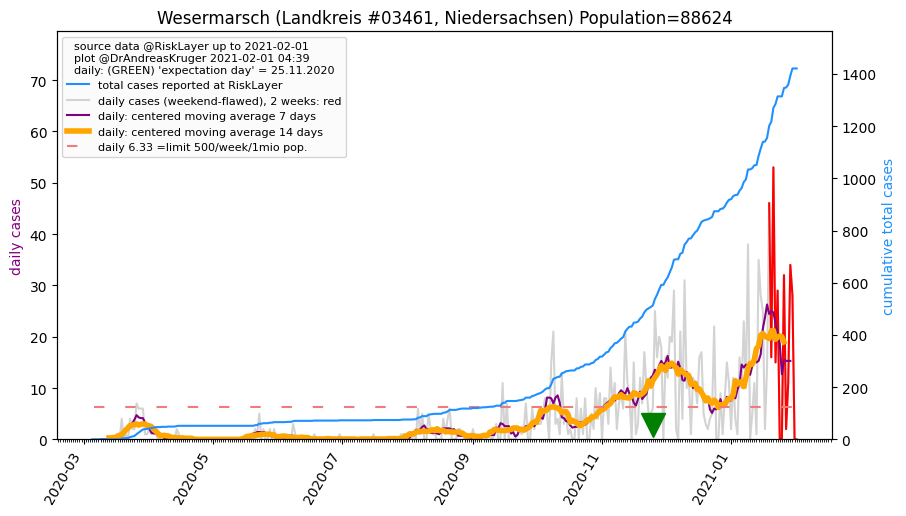 Wesermarsch (Landkreis #03461, Niedersachsen) Population=88624
source data @RiskLayer up to 2021-02-01
plot @DrAndreasKruger 2021-02-01 04:39
daily: (GREEN) 'expectation day' = 25.11.2020
total cases reported at RiskLayer
daily cases (weekend-flawed), 2 weeks: red
daily: centered moving average 7 days
daily: centered moving average 14 days
daily 6.33 =limit 500/week/1mio pop.
daily cases
70
60
50
40
30
20
10
0
cumulative total cases
1400
1200
1000
800
600
400
200
0
2020-03
2020-05
2020-07
2020-09
2020-11
2021-01